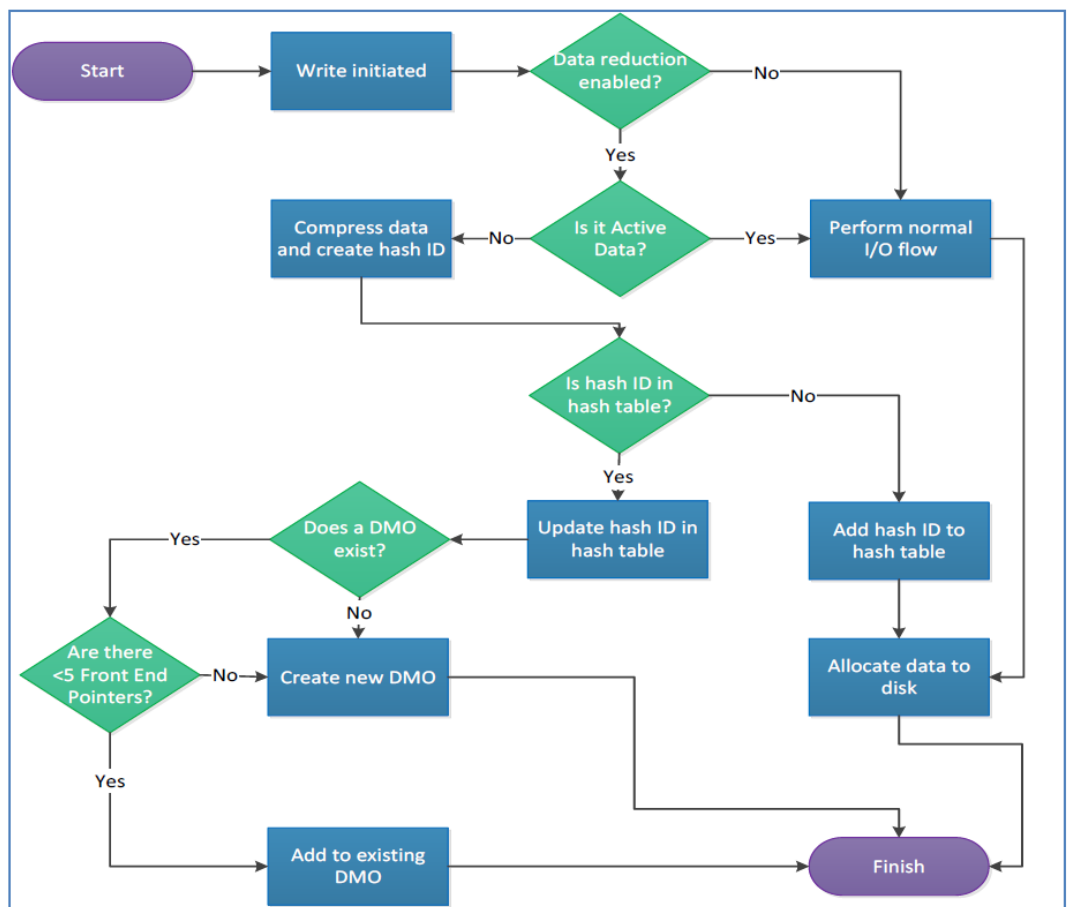 Start
Write initiated
Data reduction
enabled?
No
Yes
Compress data
and create hash ID
No
Is it Active
Data?
Yes
Perform normal
I/O flow
Is hash ID in
hash table?
No
Yes
Does a DMO
exist?
Yes
Update hash ID in
hash table
Add hash ID to
hash table
No
Are there
<5 Front End
Pointers?
No
Create new DMO
Allocate data to
disk
Yes
Add to existing
DMO
Finish